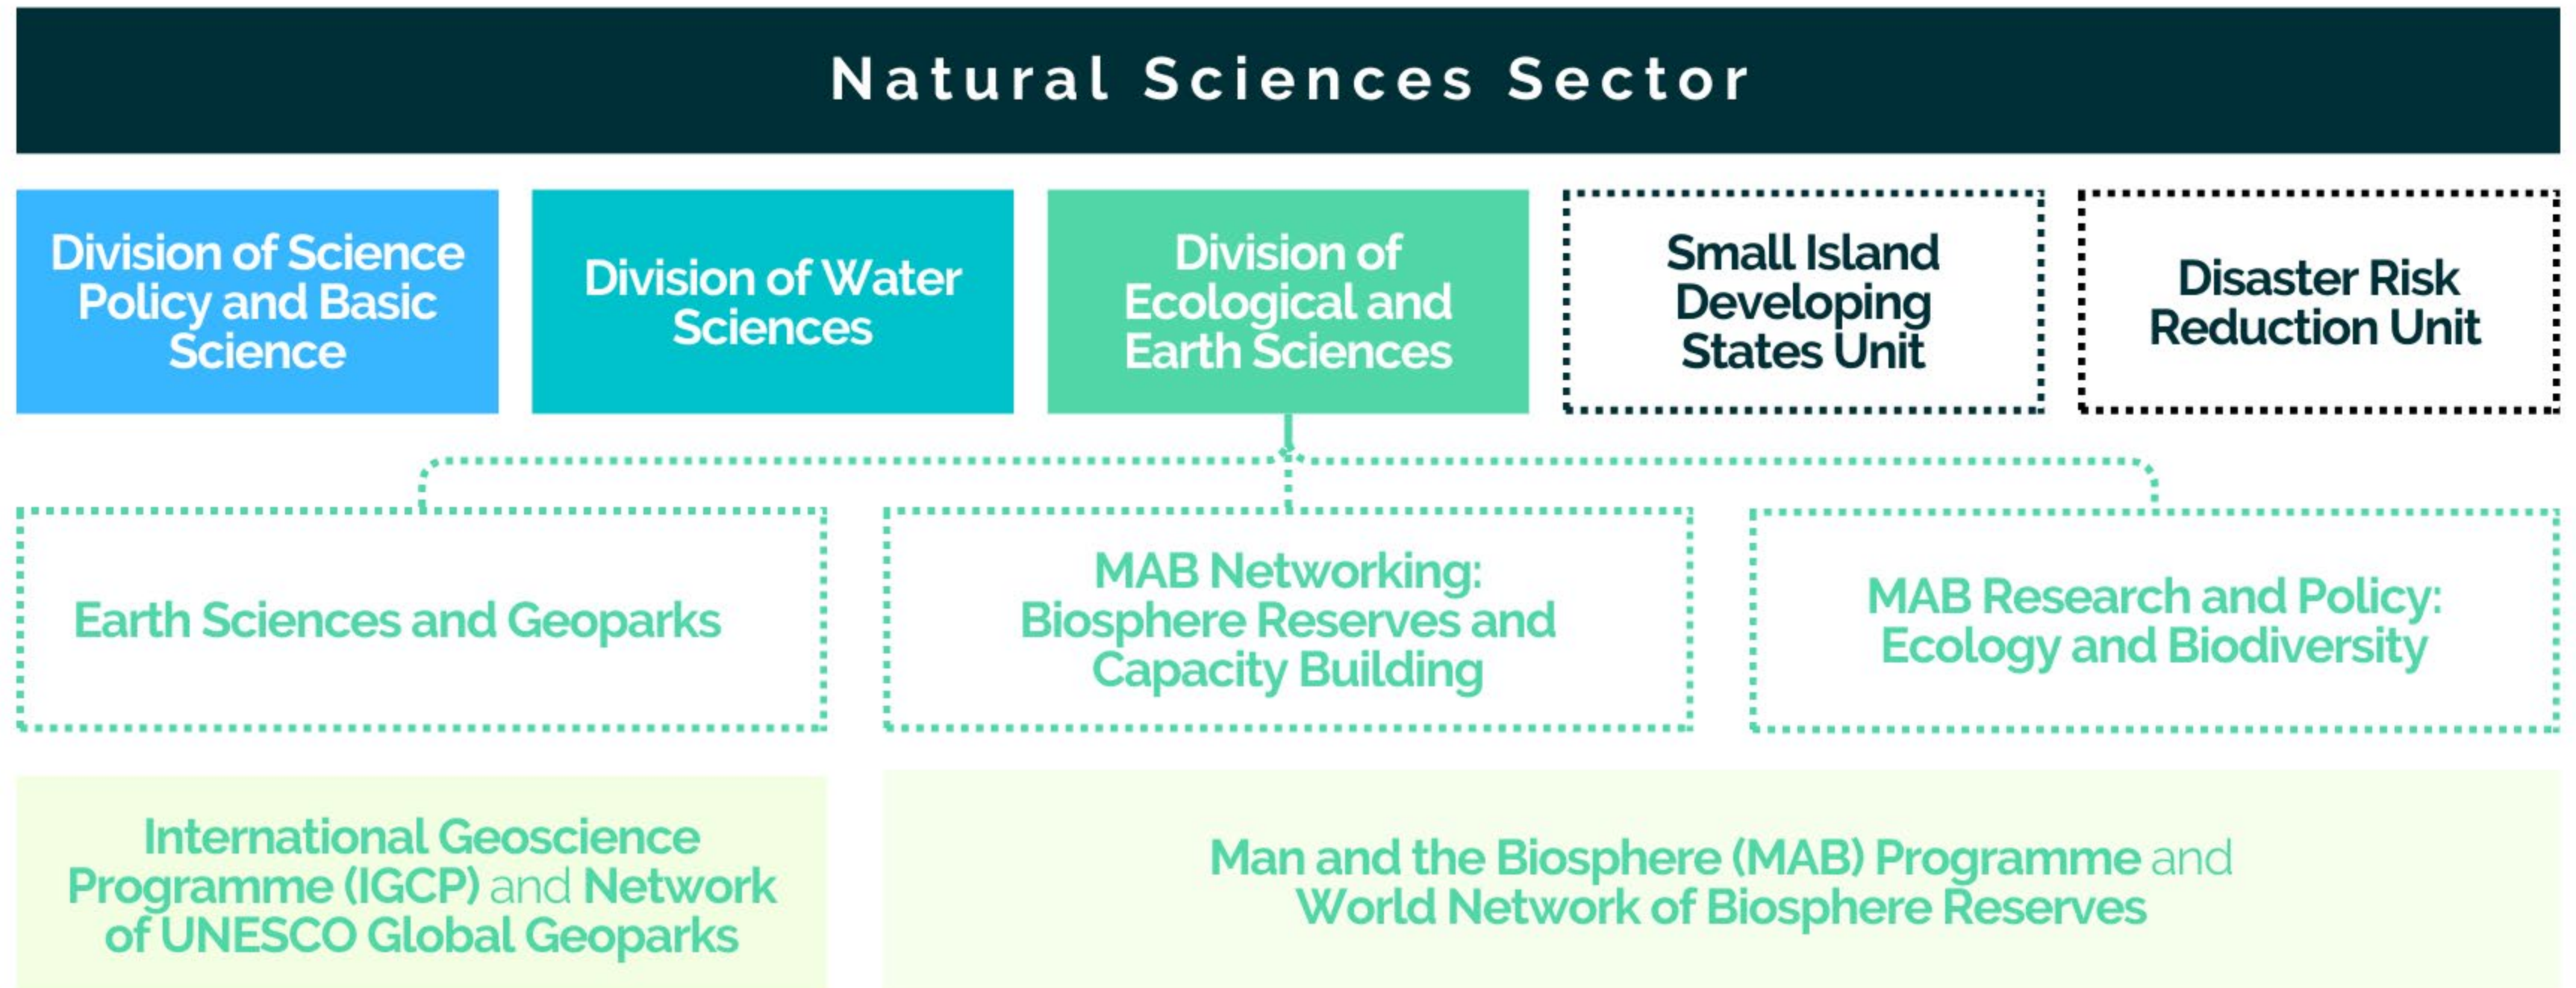 Natural Sciences Sector
Division of Science
Policy and Basic
Science
Division of Water
Sciences
Division of
Ecological and
Earth Sciences
Small Island
Developing
States Unit
Disaster Risk
Reduction Unit
Earth Sciences and Geoparks
MAB Networking:
Biosphere Reserves and
Capacity Building
MAB Research and Policy:
Ecology and Biodiversity
International Geoscience
Programme (IGCP) and Network
of UNESCO Global Geoparks
Man and the Biosphere (MAB) Programme and
World Network of Biosphere Reserves